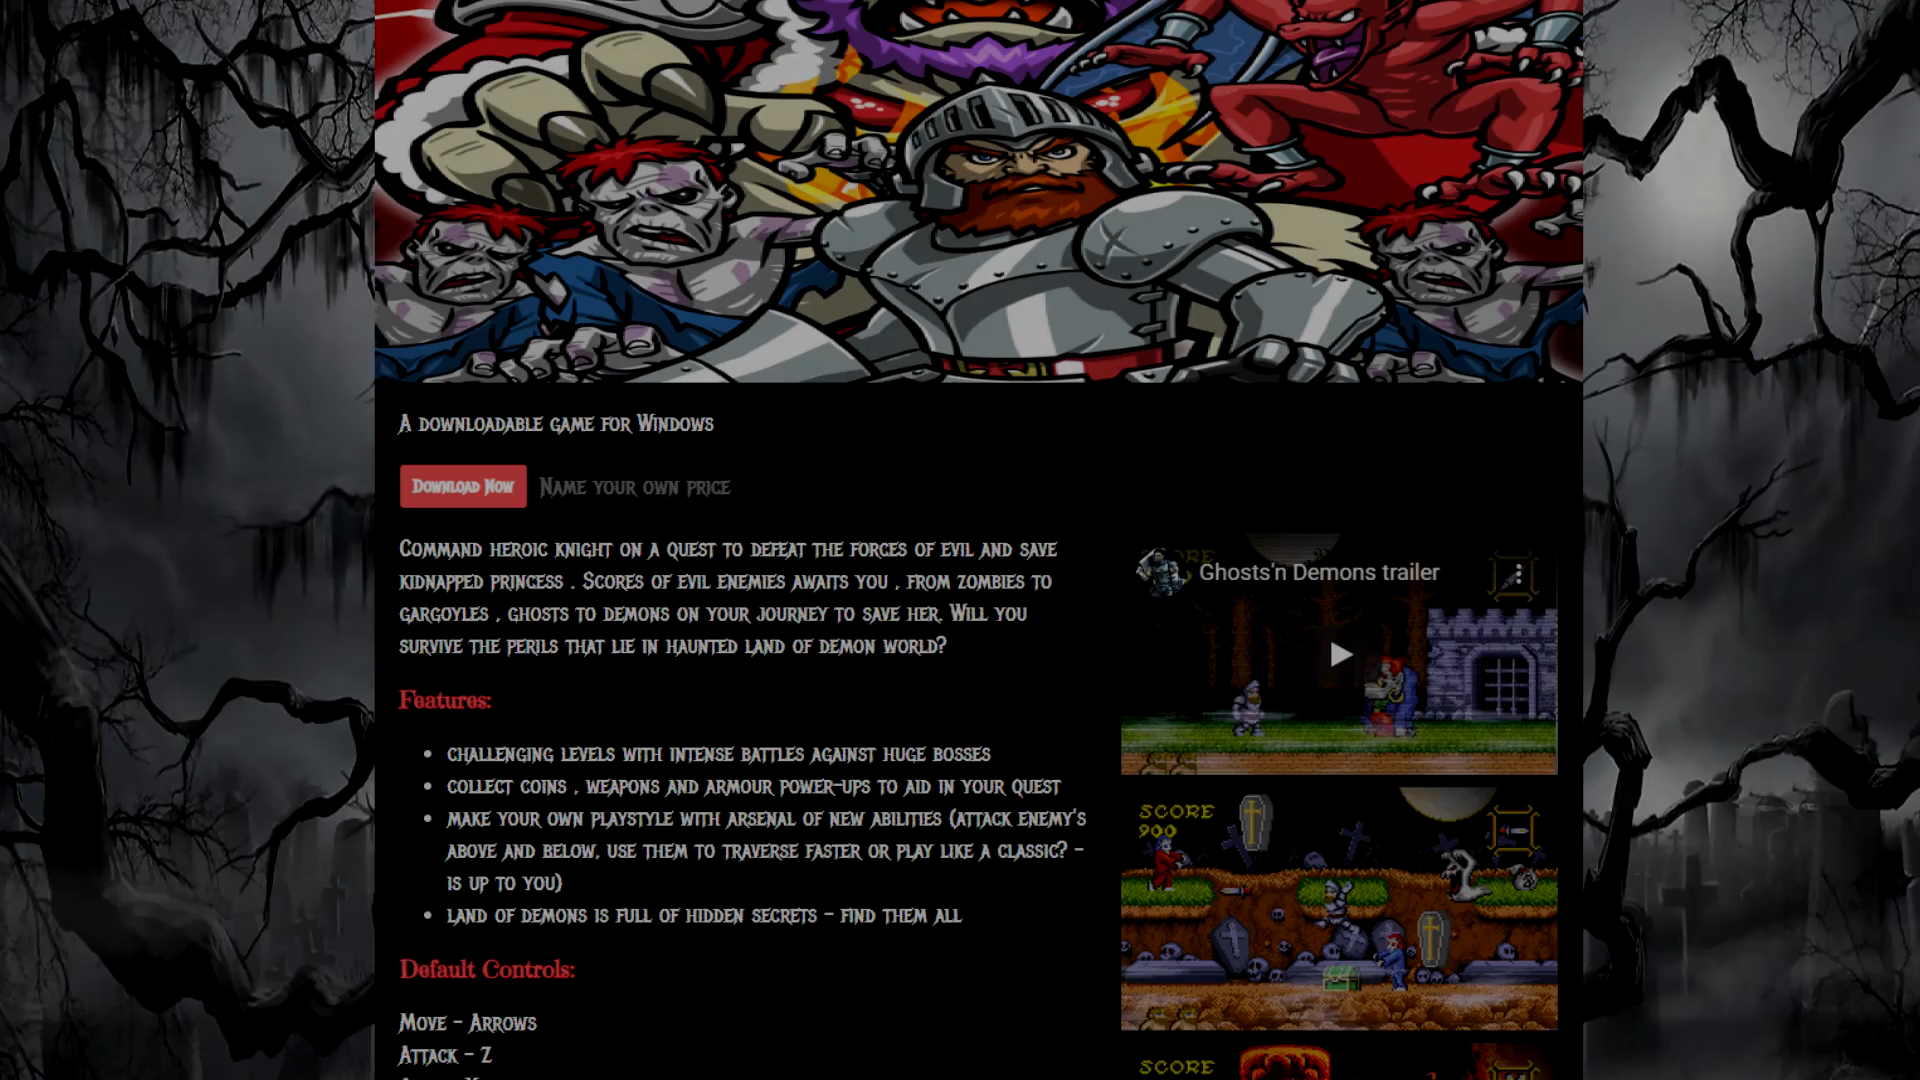 A downloadable game for Windows
Download Now Name your own price
Command heroic knight on a quest to defeat the forces of evil and save
kidnapped princess . Scores of evil enemies awaits you , from zombies to
gargoyles , ghosts to demons on your journey to save her. Will you
survive the perils that lie in haunted land of demon world?
Features:
challenging levels with intense battles against huge bosses
collect coins , weapons and armour power-ups to aid in your quest
make your own playstyle with arsenal of new abilities (attack enemy's
above and below, use them to traverse faster or play like a classic? -
is up to you)
land of demons is full of hidden secrets - find them all
Default Controls:
Move - Arrows
Attack - Z
Ghosts'n Demons trailer
SCORE
900
SCORE